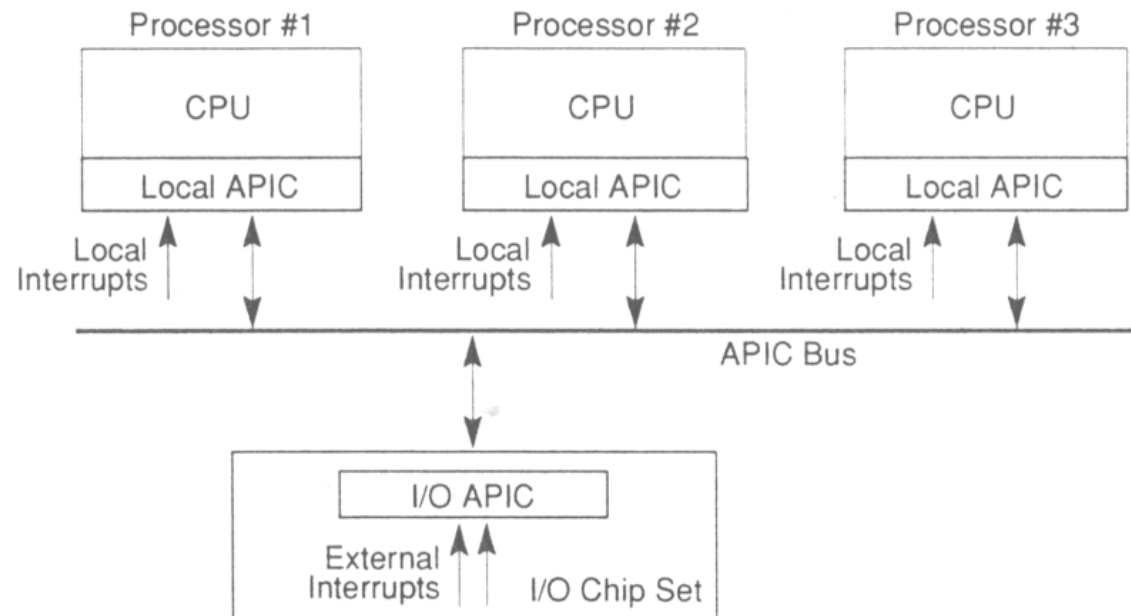 Processor #1
Processor #2
Processor #3
CPU
CPU
CPU
Local APIC
Local APIC
Local APIC
Local
Interrupts
Local
Interrupts
Local
Interrupts
APIC Bus
I/O APIC
External
Interrupts
I/O Chip Set